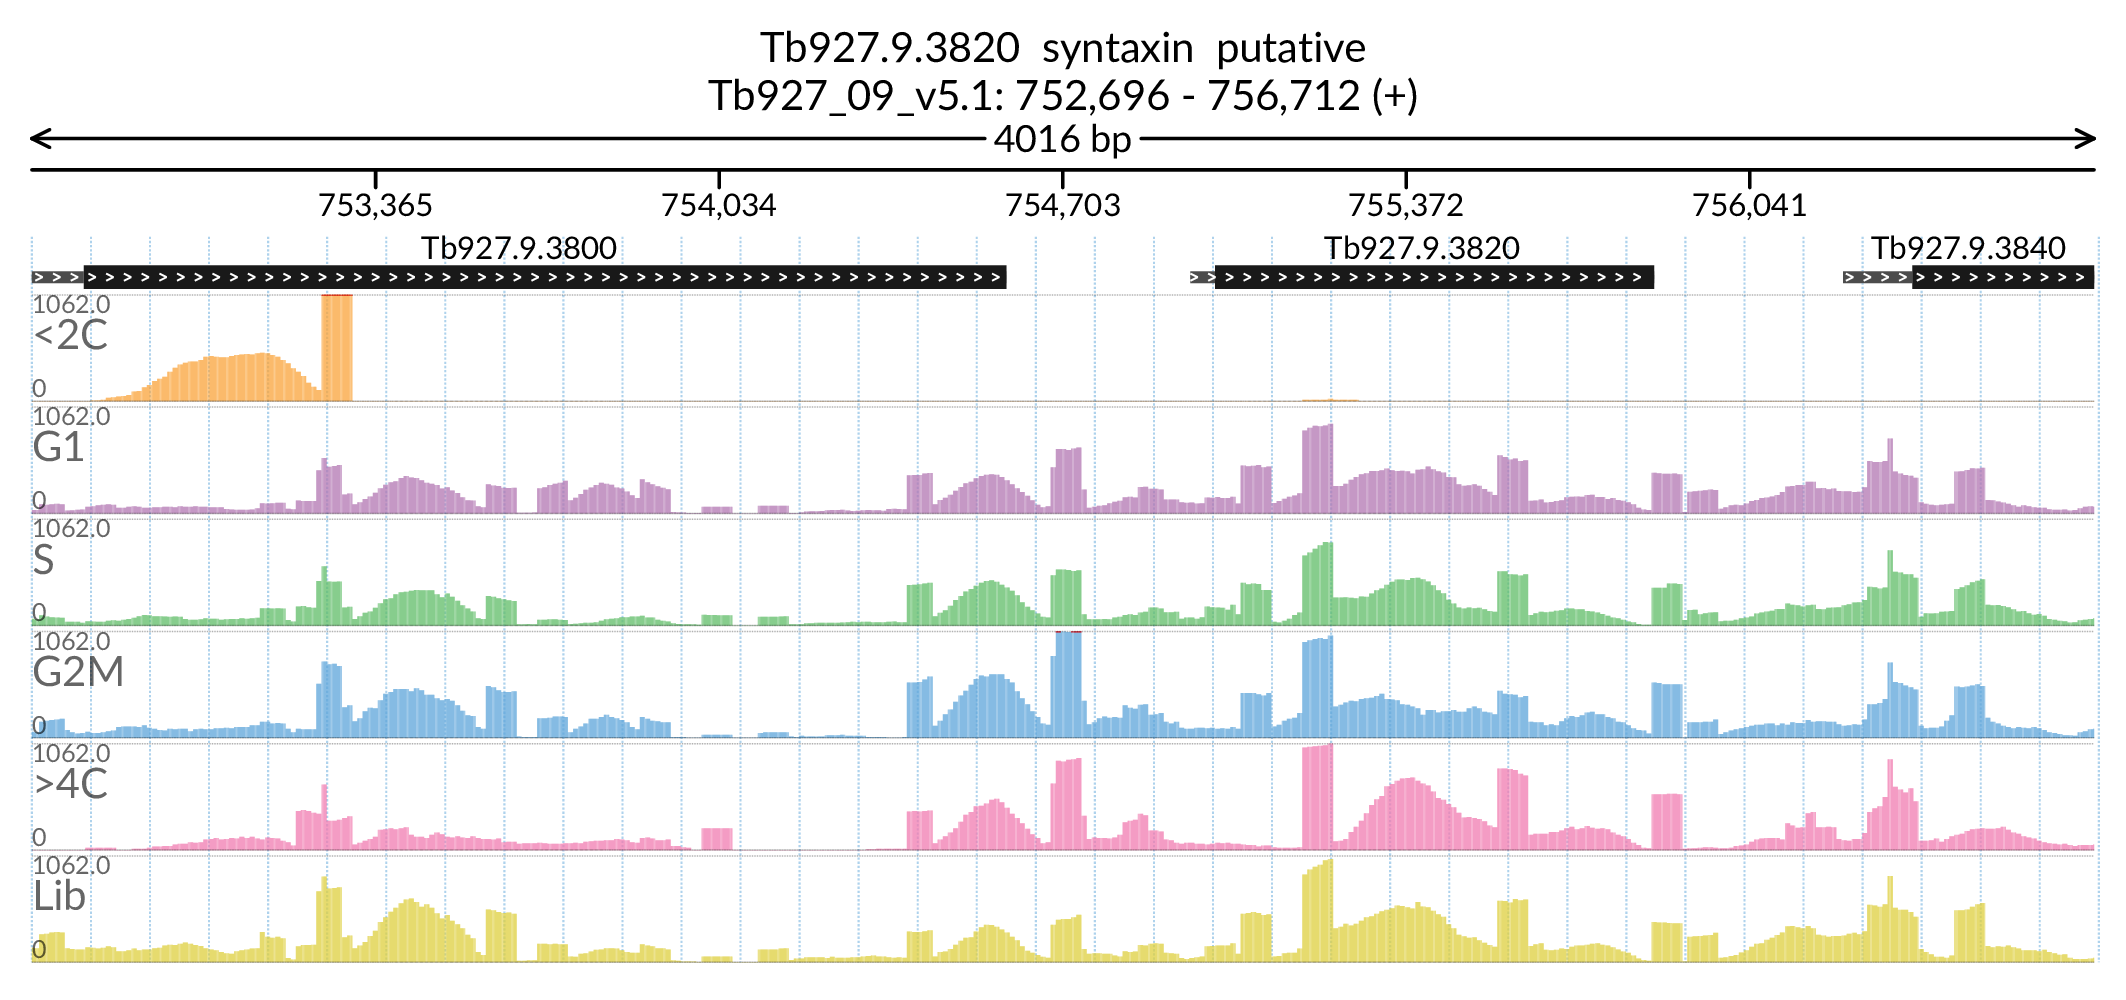 Tb927.9.3820 syntaxin putative
Tb927_09_v5.1: 752,696 - 756,712 (+)
4016 bp
753,365 754,034 754,703 755,372 756,041
Tb927.9.3800 Tb927.9.3820 Tb927.9.3840
1062.0
<2C
0
1062.0
G1
0
1062.0
S
0
1062.0
G2M
0
1062.0
>4C
0
1062.0
Lib
0